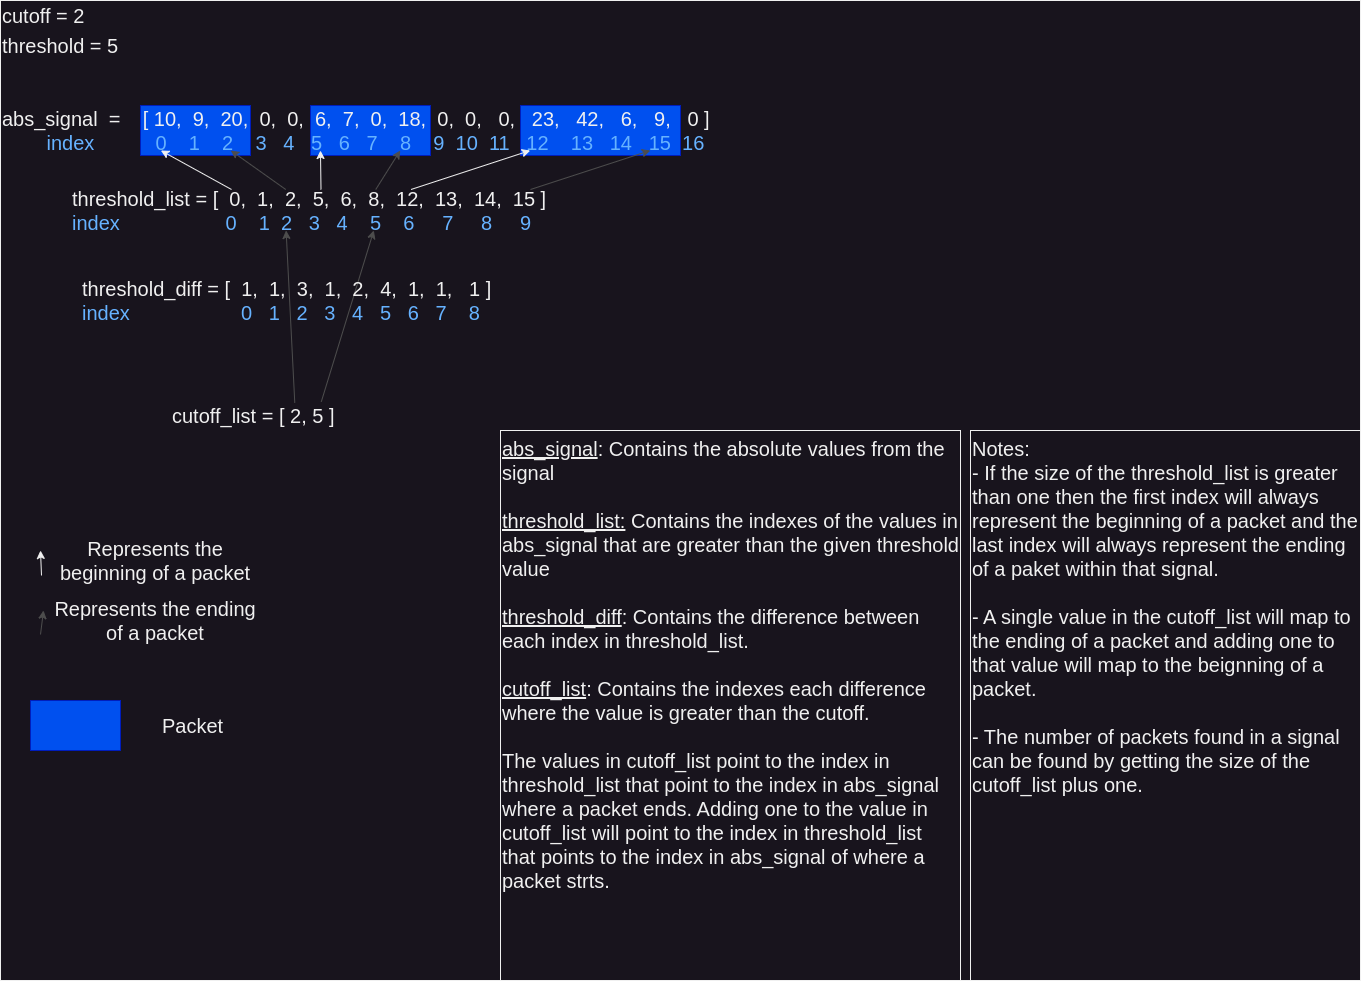 cutoff = 2
threshold = 5
abs_signal = [ 10, 9, 20, 0, 0, 6, 7, 0, 18, 0, 0, 0, 23, 42, 6, 9, 0 ]
index 0 1 2 3 4 5 6 7 8 9 10 11 12 13 14 15 16
threshold_list = [ 0, 1, 2, 5, 6, 8, 12, 13, 14, 15 ]
index 0 1 2 3 4 5 6 7 8 9
threshold_diff = [ 1, 1, 3, 1, 2, 4, 1, 1, 1 ]
index 0 1 2 3 4 5 6 7 8
cutoff_list = [ 2, 5 ]
Represents the
beginning of a packet
Represents the ending
of a packet
Packet
abs_signal: Contains the absolute values from the
signal
threshold_list: Contains the indexes of the values in
abs_signal that are greater than the given threshold
value
threshold_diff: Contains the difference between
each index in threshold_list.
cutoff_list: Contains the indexes each difference
where the value is greater than the cutoff.
The values in cutoff_list point to the index in
threshold_list that point to the index in abs_signal
where a packet ends. Adding one to the value in
cutoff_list will point to the index in threshold_list
that points to the index in abs_signal of where a
packet strts.
Notes:
- If the size of the threshold_list is greater
than one then the first index will always
represent the beginning of a packet and the
last index will always represent the ending
of a paket within that signal.
- A single value in the cutoff_list will map to
the ending of a packet and adding one to
that value will map to the beignning of a
packet.
- The number of packets found in a signal
can be found by getting the size of the
cutoff_list plus one.